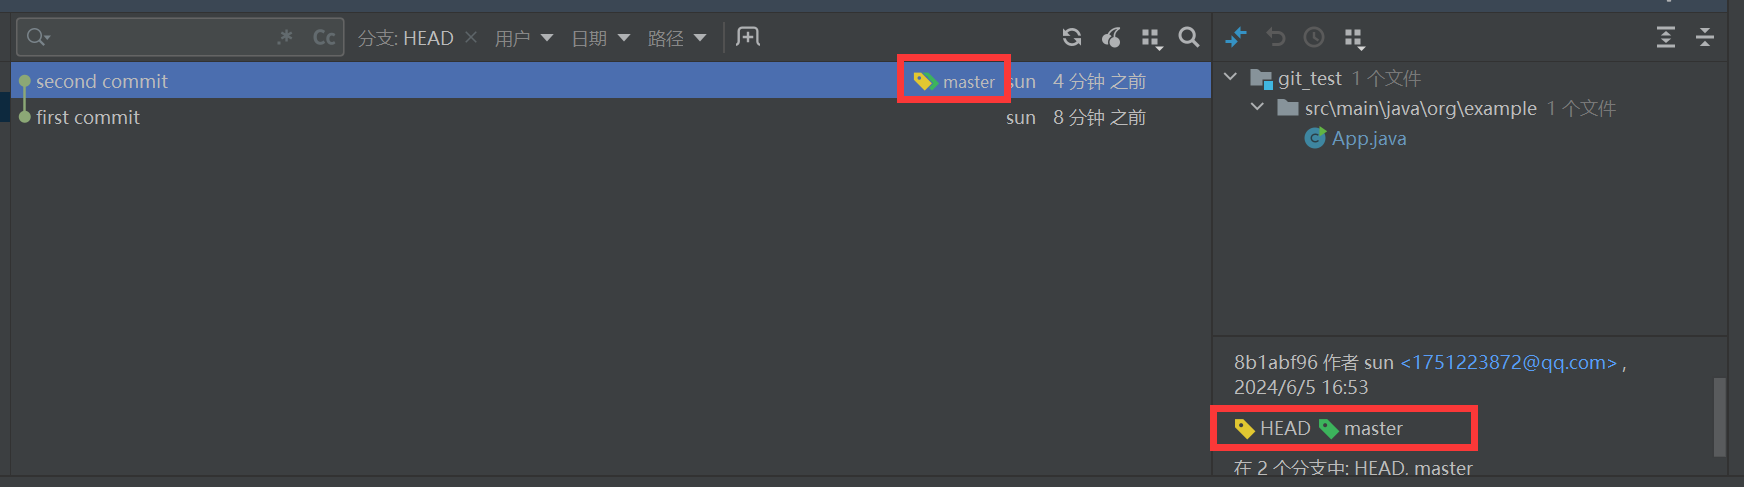 .* Cc 分支: HEAD 用户 日期 路径
second commit master sun 4 分钟 之前
first commit sun 8 分钟 之前
git_test 1 个文件
src\main\java\org\example 1 个文件
App.java
8b1abf96 作者 sun <1751223872@qq.com> ,
2024/6/5 16:53
HEAD master
在 2 个分支中: HEAD, master